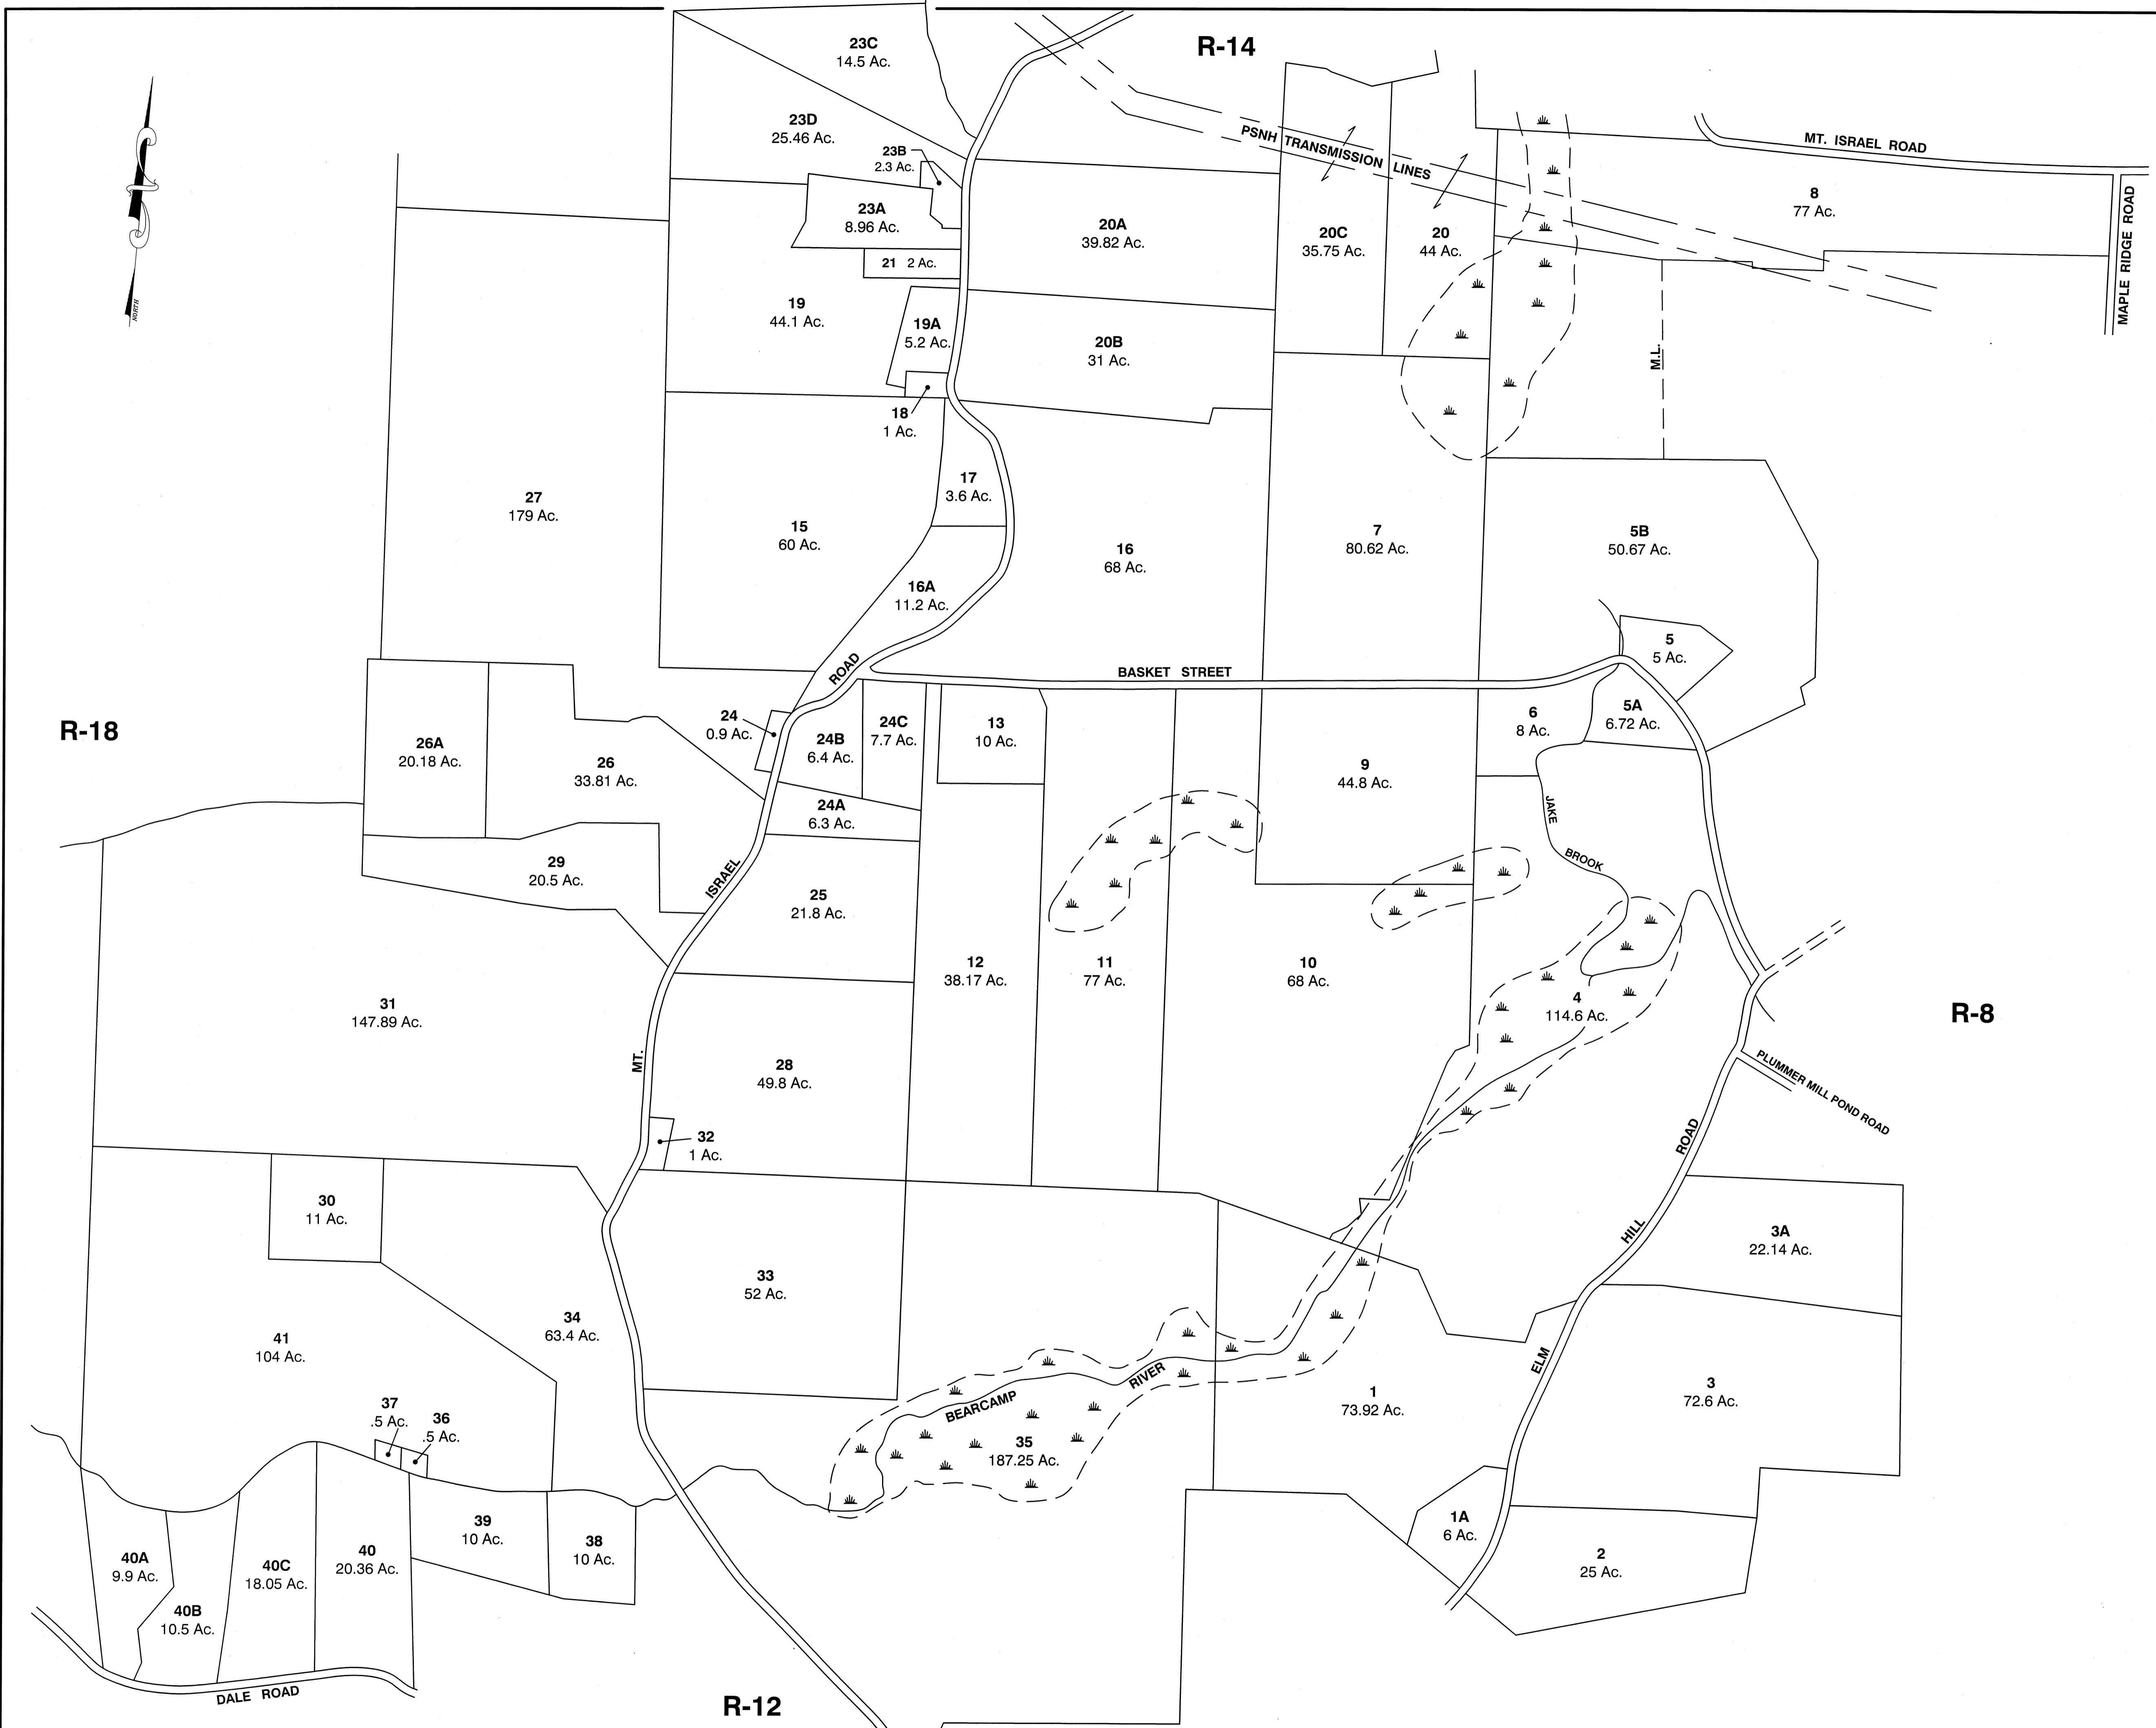 R-14
23C
14.5 Ac.
23D
25.46 Ac.
23B
2.3 Ac.
PSNH TRANSMISSION LINES
MT. ISRAEL ROAD
8
77 Ac.
MAPLE RIDGE ROAD
NORTH
23A
8.96 Ac.
20A
39.82 Ac.
20C
35.75 Ac.
20
44 Ac.
21 2 Ac.
19
44.1 Ac.
19A
5.2 Ac.
20B
31 Ac.
M.L.
18
1 Ac.
17
3.6 Ac.
27
179 Ac.
15
60 Ac.
16
68 Ac.
7
80.62 Ac.
5B
50.67 Ac.
16A
11.2 Ac.
5
5 Ac.
ROAD
BASKET STREET
R-18
24
0.9 Ac.
24B
6.4 Ac.
24C
7.7 Ac.
13
10 Ac.
6
8 Ac.
5A
6.72 Ac.
26A
20.18 Ac.
26
33.81 Ac.
9
44.8 Ac.
24A
6.3 Ac.
JAKE
BROOK
29
20.5 Ac.
ISRAEL
25
21.8 Ac.
12
38.17 Ac.
11
77 Ac.
10
68 Ac.
4
114.6 Ac.
R-8
31
147.89 Ac.
MT.
28
49.8 Ac.
PLUMMER MILL POND ROAD
32
1 Ac.
ROAD
30
11 Ac.
HILL
3A
22.14 Ac.
33
52 Ac.
34
63.4 Ac.
41
104 Ac.
ELM
RIVER
BEARCAMP
1
73.92 Ac.
3
72.6 Ac.
37
.5 Ac.
36
.5 Ac.
35
187.25 Ac.
39
10 Ac.
38
10 Ac.
1A
6 Ac.
2
25 Ac.
40A
9.9 Ac.
40C
18.05 Ac.
40
20.36 Ac.
40B
10.5 Ac.
DALE ROAD
R-12